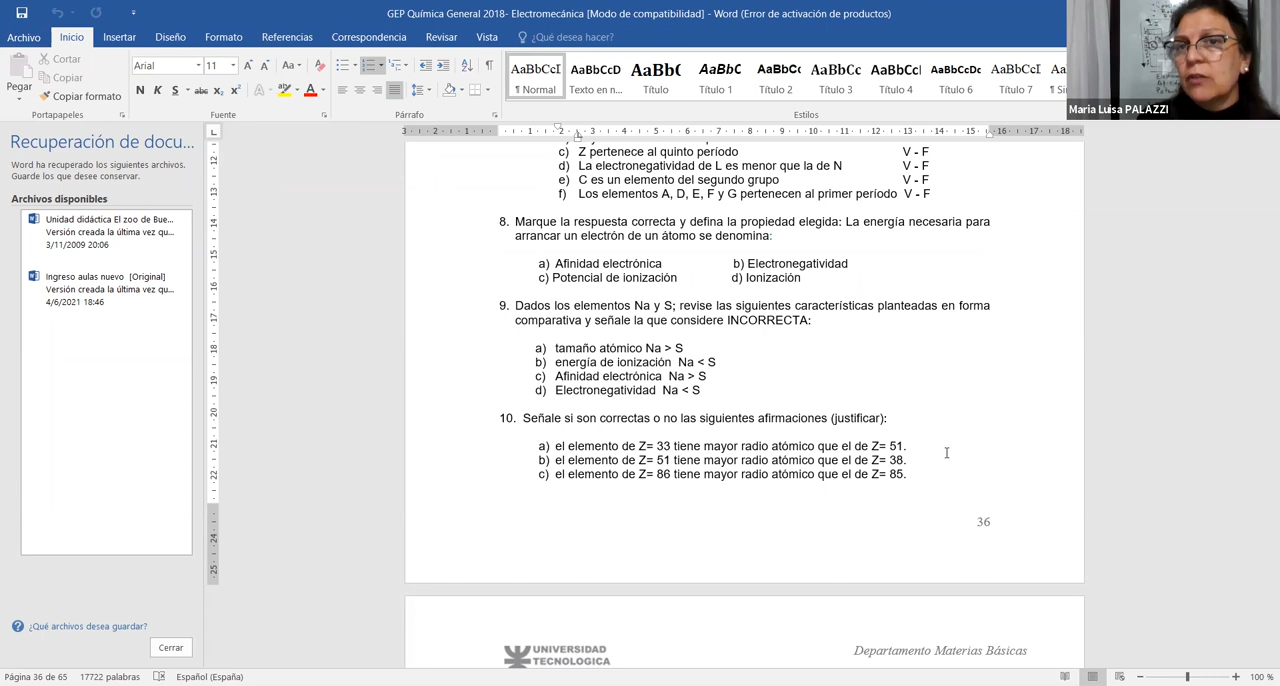 GEP Química General 2018- Electromecánica [Modo de compatibilidad] - Word (Error de activación de productos)
Archivo Inicio Insertar Diseño Formato Referencias Correspondencia Revisar Vista ¿Qué desea hacer?
Pegar
Cortar
Copiar
Copiar formato
Portapapeles
Arial 11
N K S abc x₂ x²
Fuente
Párrafo
AaBbCcI ¶ Normal
AaBbCcD Texto en n...
AaBb( Título
AaBbC Título 1
AaBbCc Título 2
AaBbCc Título 3
AaBbCc Título 4
AaBbCcDc Título 6
AaBbCcD Título 7
Estilos
Maria Luisa PALAZZI
Recuperación de docu...
Word ha recuperado los siguientes archivos.
Guarde los que desee conservar.
Archivos disponibles
Unidad didáctica El zoo de Bue...
Versión creada la última vez qu...
3/11/2009 20:06
Ingreso aulas nuevo [Original]
Versión creada la última vez qu...
4/6/2021 18:46
¿Qué archivos desea guardar?
Cerrar
c) Z pertenece al quinto período V - F
d) La electronegatividad de L es menor que la de N V - F
e) C es un elemento del segundo grupo V - F
f) Los elementos A, D, E, F y G pertenecen al primer período V - F
8. Marque la respuesta correcta y defina la propiedad elegida: La energía necesaria para
arrancar un electrón de un átomo se denomina:
a) Afinidad electrónica b) Electronegatividad
c) Potencial de ionización d) Ionización
9. Dados los elementos Na y S; revise las siguientes características planteadas en forma
comparativa y señale la que considere INCORRECTA:
a) tamaño atómico Na > S
b) energía de ionización Na < S
c) Afinidad electrónica Na > S
d) Electronegatividad Na < S
10. Señale si son correctas o no las siguientes afirmaciones (justificar):
a) el elemento de Z= 33 tiene mayor radio atómico que el de Z= 51.
b) el elemento de Z= 51 tiene mayor radio atómico que el de Z= 38.
c) el elemento de Z= 86 tiene mayor radio atómico que el de Z= 85.
36
UNIVERSIDAD
TECNOLOGICA
Departamento Materias Básicas
Página 36 de 65 17722 palabras Español (España) 100 %